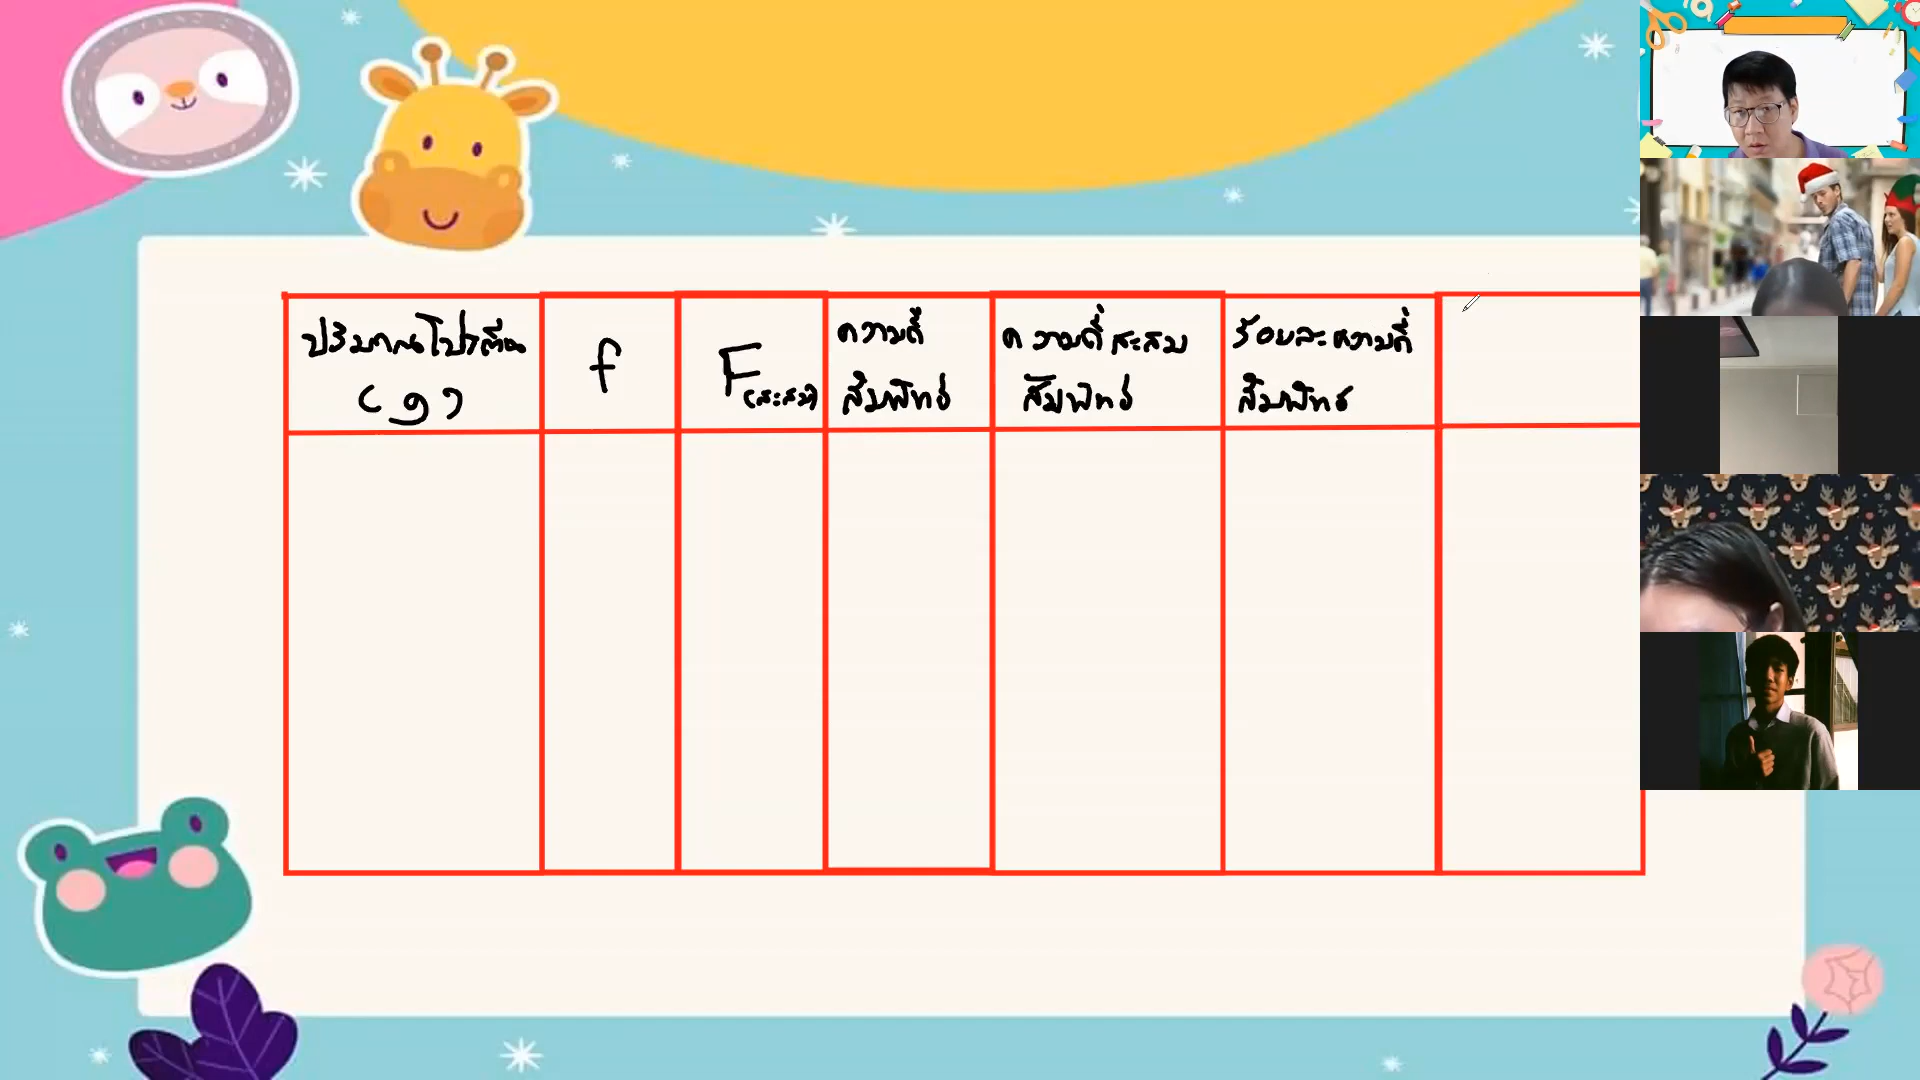 ปริมาณโปรตีน
(g)
f
F(สะสม)
ความถี่
สัมพัทธ์
ความถี่สะสม
สัมพัทธ์
ร้อยละความถี่
สัมพัทธ์